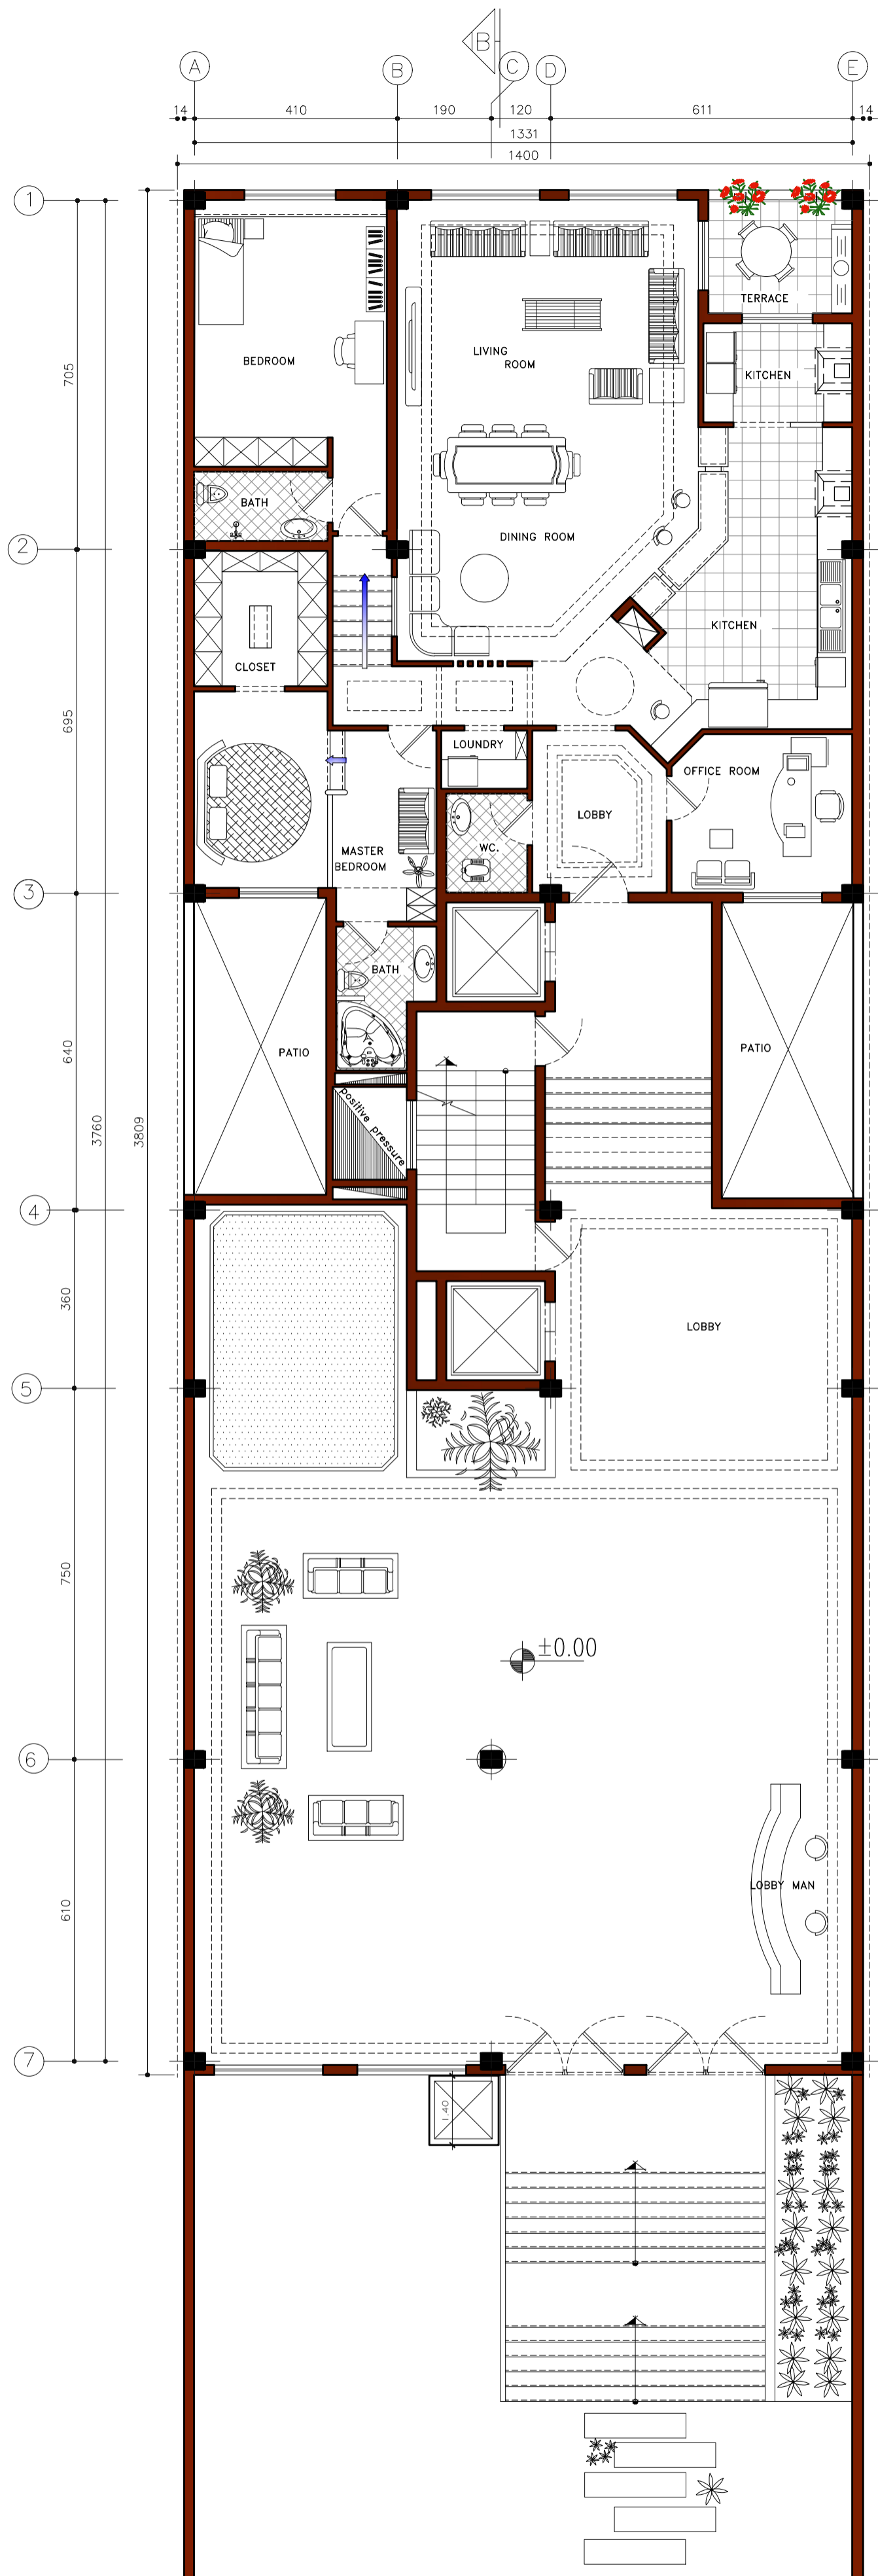 B
A
B
C
D
E
14
410
190
120
611
14
1331
1400
1
TERRACE
LIVING
ROOM
BEDROOM
KITCHEN
705
BATH
DINING ROOM
2
KITCHEN
CLOSET
695
LOUNDRY
OFFICE ROOM
LOBBY
WC.
MASTER
BEDROOM
3
BATH
640
PATIO
PATIO
3760
3809
positive pressure
4
360
LOBBY
5
750
±0.00
6
LOBBY MAN
610
7
1.40